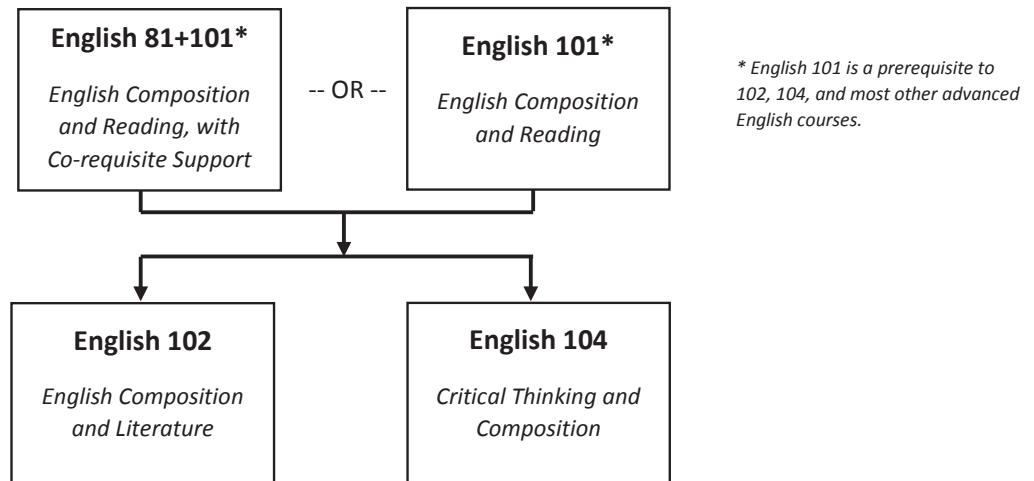 English 81+101*
English Composition
and Reading, with
Co-requisite Support
-- OR --
English 101*
English Composition
and Reading
* English 101 is a prerequisite to
102, 104, and most other advanced
English courses.
English 102
English Composition
and Literature
English 104
Critical Thinking and
Composition